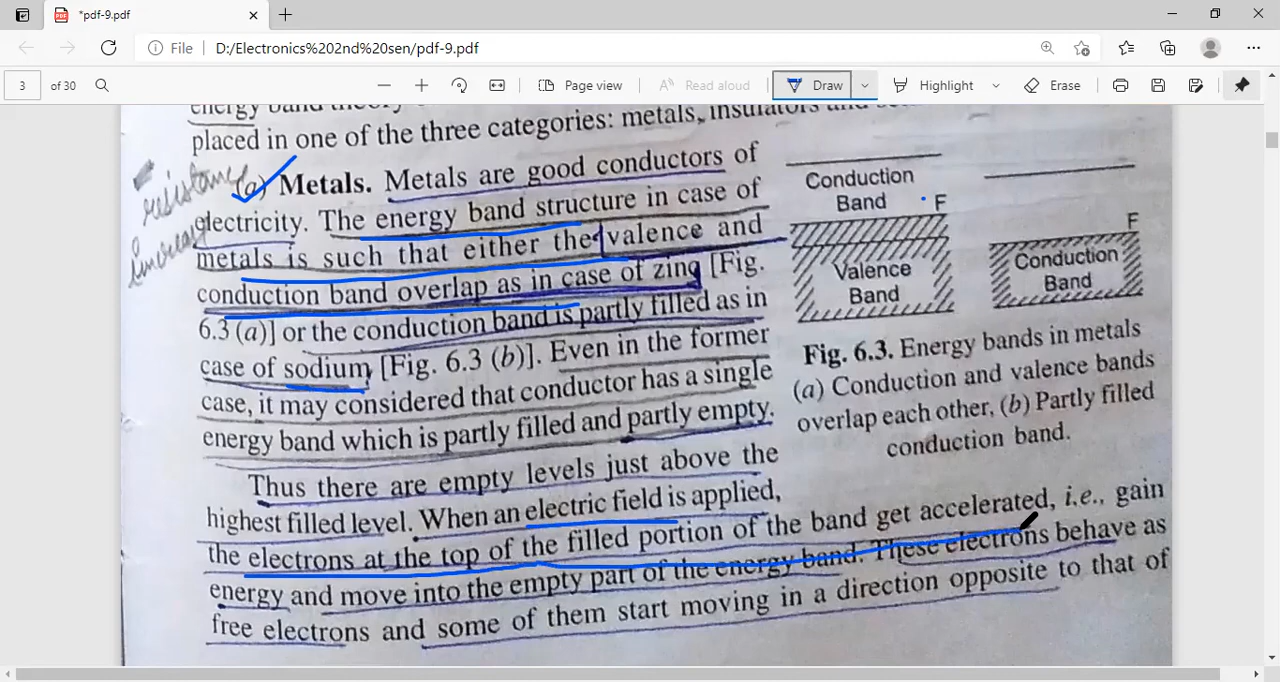 *pdf-9.pdf
File D:/Electronics%202nd%20sen/pdf-9.pdf
3 of 30 Page view Read aloud Draw Highlight Erase
energy band theory
placed in one of the three categories: metals, insulators and
resistance
increase
(a) Metals. Metals are good conductors of
electricity. The energy band structure in case of
metals is such that either the valence and
conduction band overlap as in case of zinc [Fig.
6.3 (a)] or the conduction band is partly filled as in
case of sodium [Fig. 6.3 (b)]. Even in the former
case, it may considered that conductor has a single
energy band which is partly filled and partly empty.
Conduction
Band F
Valence
Band
F
Conduction
Band
Fig. 6.3. Energy bands in metals
(a) Conduction and valence bands
overlap each other, (b) Partly filled
conduction band.
Thus there are empty levels just above the
highest filled level. When an electric field is applied,
the electrons at the top of the filled portion of the band get accelerated, i.e., gain
energy and move into the empty part of the energy band. These electrons behave as
free electrons and some of them start moving in a direction opposite to that of